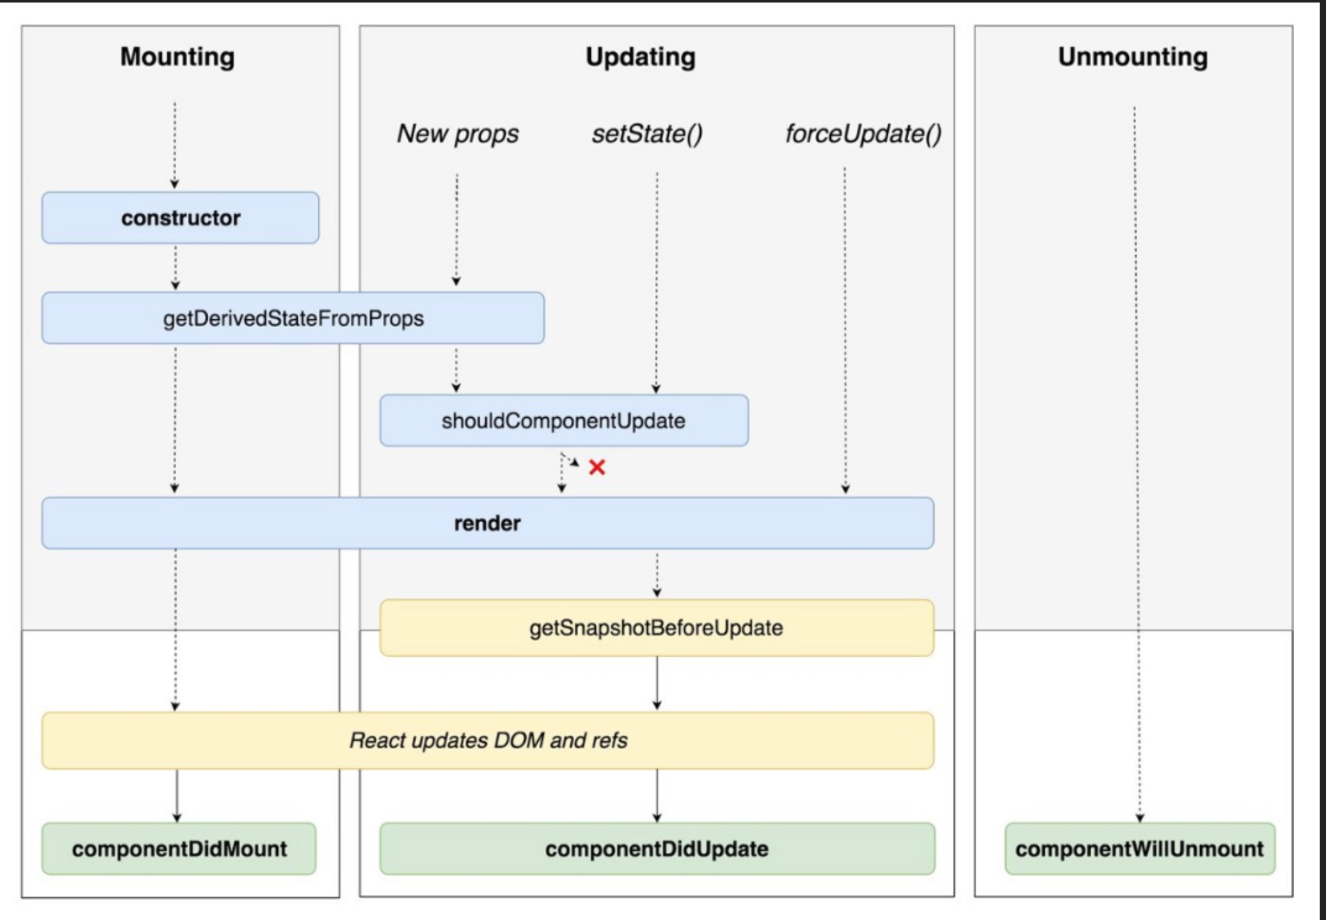 Mounting
Updating
Unmounting
New props
setState()
forceUpdate()
constructor
getDerivedStateFromProps
shouldComponentUpdate
render
getSnapshotBeforeUpdate
React updates DOM and refs
componentDidMount
componentDidUpdate
componentWillUnmount